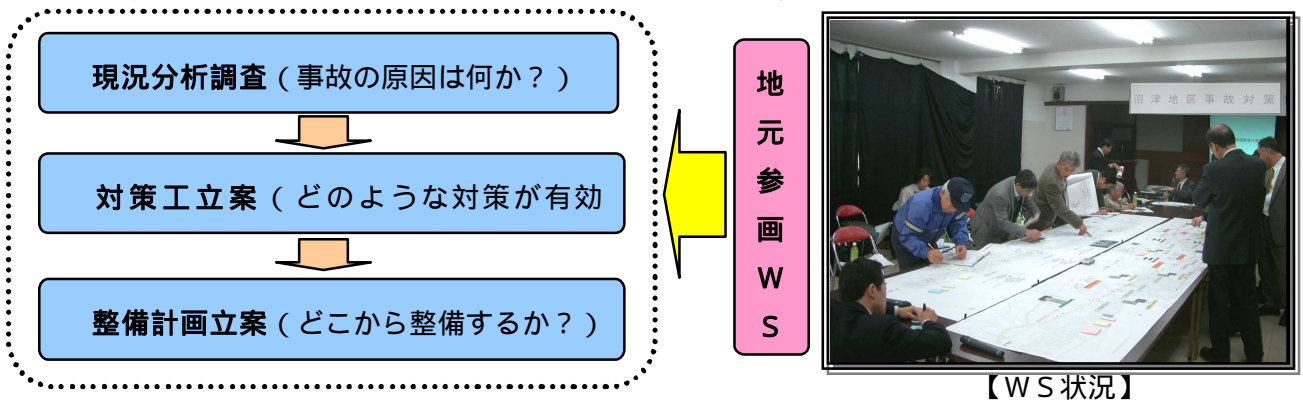 現況分析調査（事故の原因は何か？）
対策工立案（どのような対策が有効
整備計画立案（どこから整備するか？）
地元参画ＷＳ
沼津地区事故対策
【ＷＳ状況】